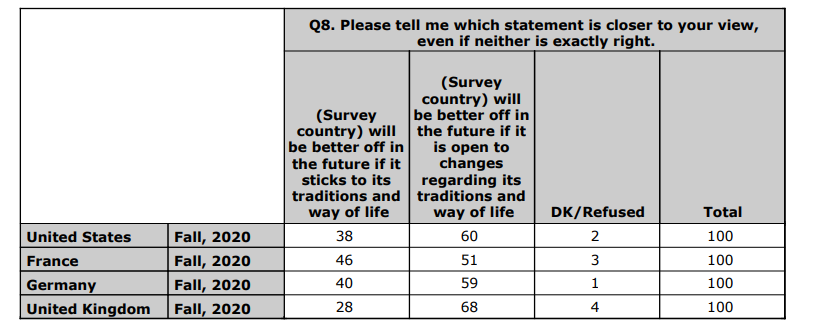 Q8. Please tell me which statement is closer to your view,
even if neither is exactly right.
(Survey
country) will
be better off in
the future if it
sticks to its
traditions and
way of life
(Survey
country) will
be better off in
the future if it
is open to
changes
regarding its
traditions and
way of life
DK/Refused
Total
United States Fall, 2020 38 60 2 100
France Fall, 2020 46 51 3 100
Germany Fall, 2020 40 59 1 100
United Kingdom Fall, 2020 28 68 4 100